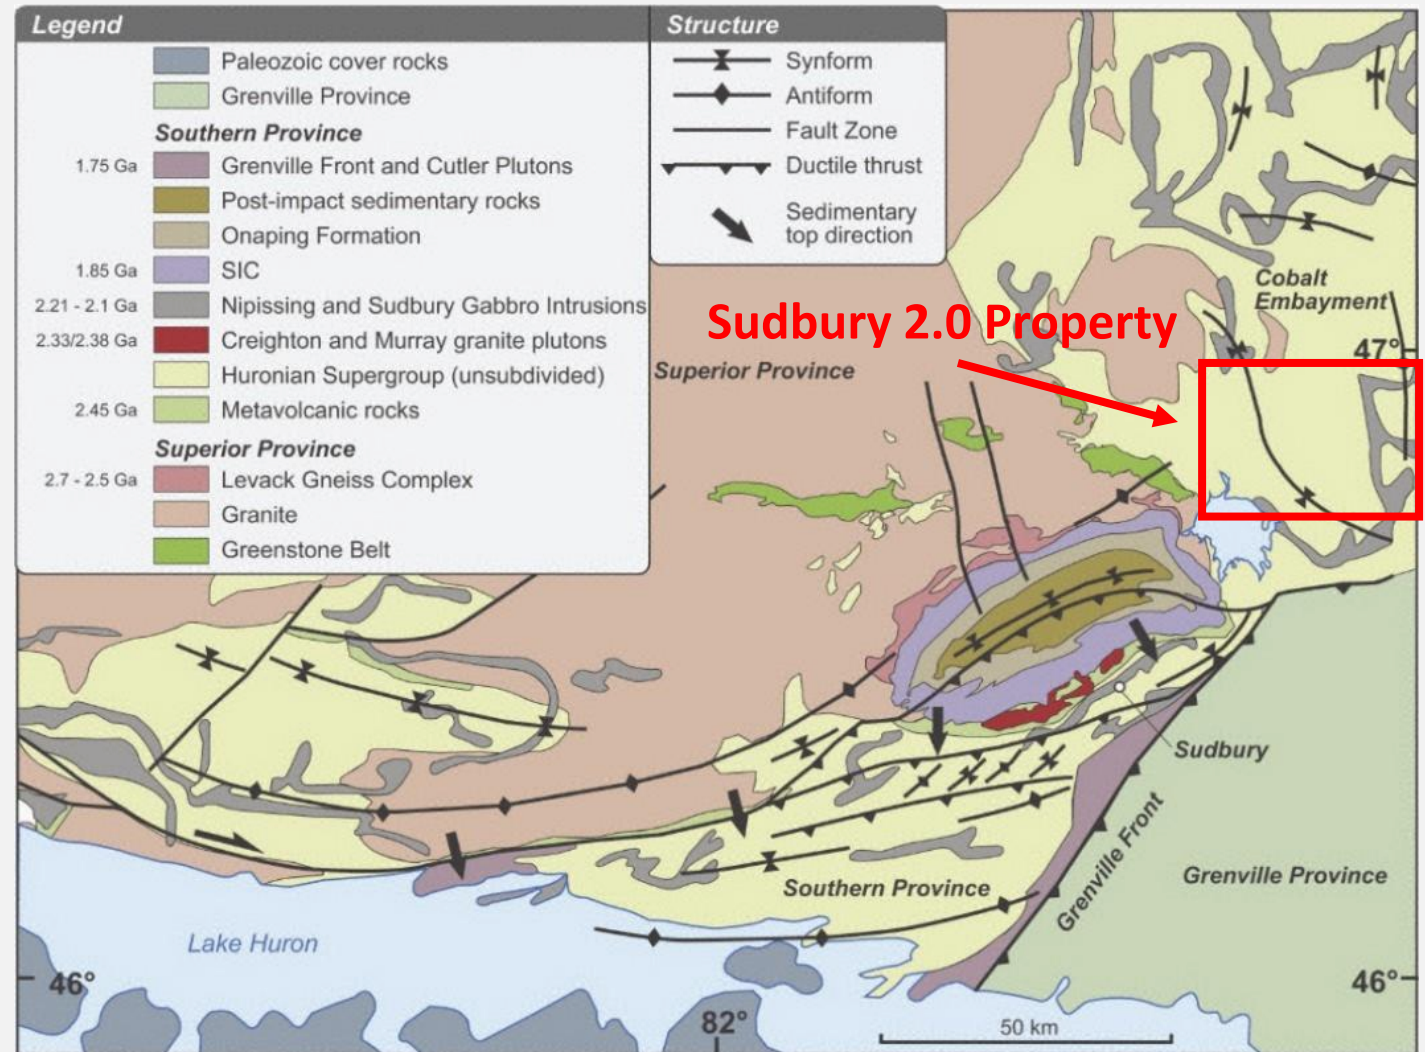 Legend
Paleozoic cover rocks
Grenville Province
Southern Province
1.75 Ga Grenville Front and Cutler Plutons
Post-impact sedimentary rocks
Onaping Formation
1.85 Ga SIC
2.21 - 2.1 Ga Nipissing and Sudbury Gabbro Intrusions
2.33/2.38 Ga Creighton and Murray granite plutons
Huronian Supergroup (unsubdivided)
2.45 Ga Metavolcanic rocks
Superior Province
2.7 - 2.5 Ga Levack Gneiss Complex
Granite
Greenstone Belt
Structure
Synform
Antiform
Fault Zone
Ductile thrust
Sedimentary
top direction
Cobalt
Embayment
Sudbury 2.0 Property
47°
Superior Province
Sudbury
Grenville Front
Grenville Province
Southern Province
Lake Huron
46°
46°
82°
50 km